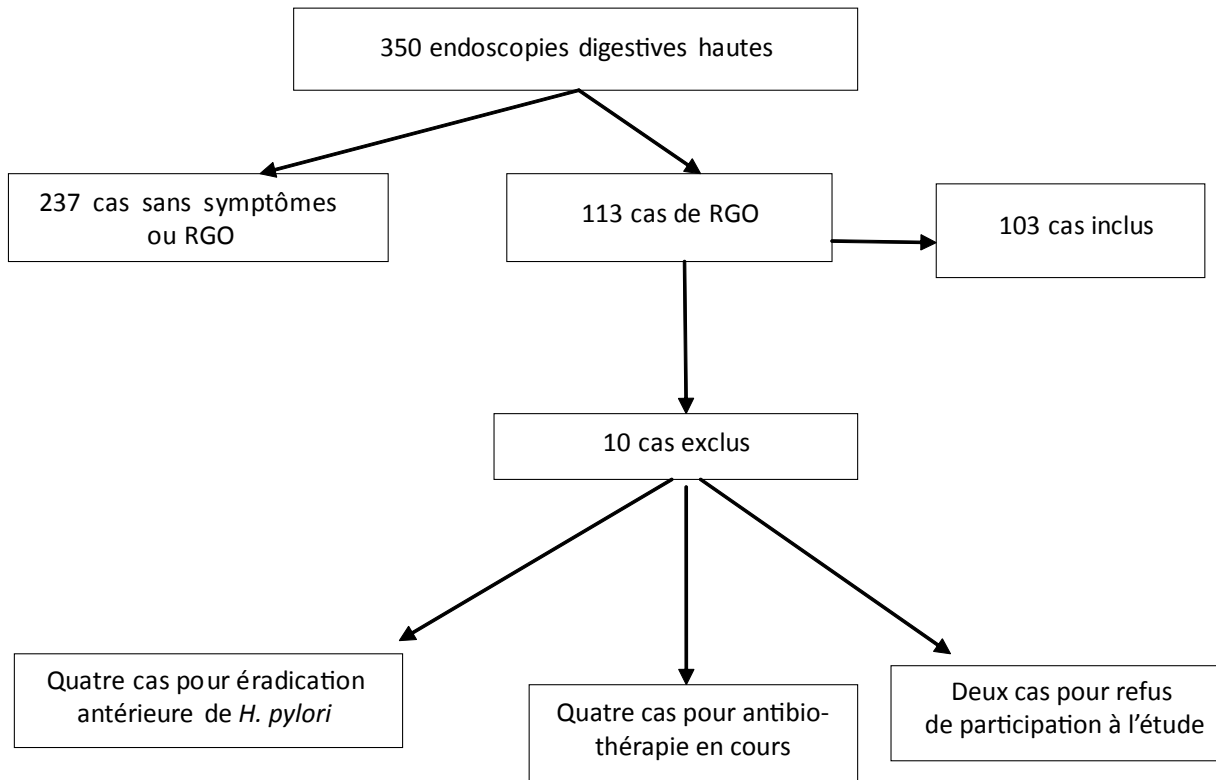 350 endoscopies digestives hautes
237 cas sans symptômes
ou RGO
113 cas de RGO
103 cas inclus
10 cas exclus
Quatre cas pour éradication
antérieure de H. pylori
Quatre cas pour antibio-
thérapie en cours
Deux cas pour refus
de participation à l'étude